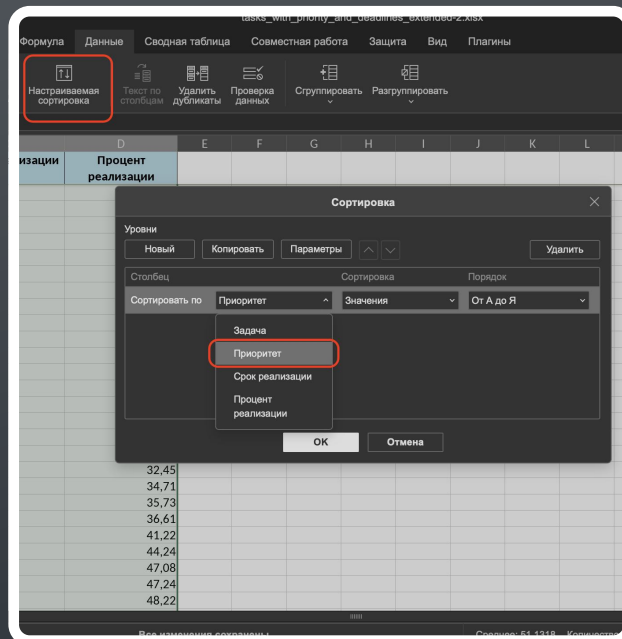 tasks_with_priority_and_deadlines_extended-2.xlsx
Формула Данные Сводная таблица Совместная работа Защита Вид Плагины
Настраиваемая сортировка
Текст по столбцам
Удалить дубликаты
Проверка данных
Сгруппировать
Разгруппировать
D E F G H I J K L
Процент
реализации
Сортировка
Уровни
Новый Копировать Параметры Удалить
Столбец Сортировка Порядок
Сортировать по Приоритет Значения От А до Я
Задача
Приоритет
Срок реализации
Процент
реализации
OK Отмена
32,45
34,71
35,73
36,61
41,22
44,24
47,08
47,24
48,22
Все изменения сохранены
Среднее: 51,1318